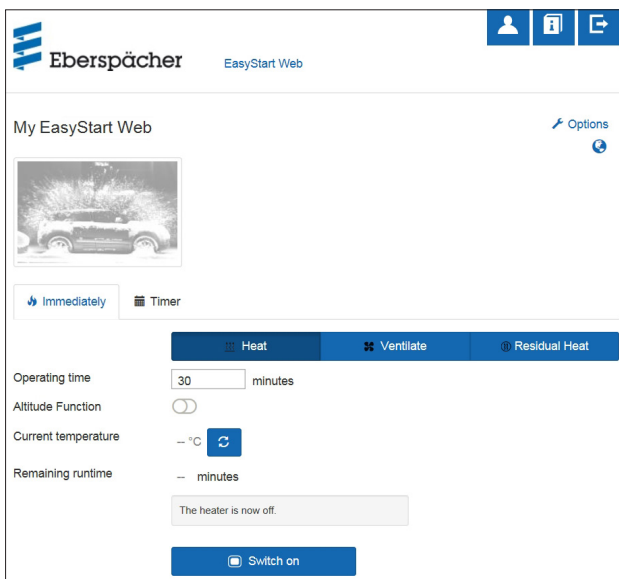 Eberspächer
EasyStart Web
My EasyStart Web
Options
Immediately
Timer
Heat
Ventilate
Residual Heat
Operating time
30 minutes
Altitude Function
Current temperature
-- °C
Remaining runtime
-- minutes
The heater is now off.
Switch on